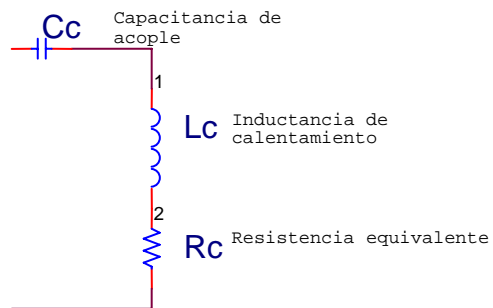 Cc
Capacitancia de
acople
1
Lc
Inductancia de
calentamiento
2
Rc
Resistencia equivalente